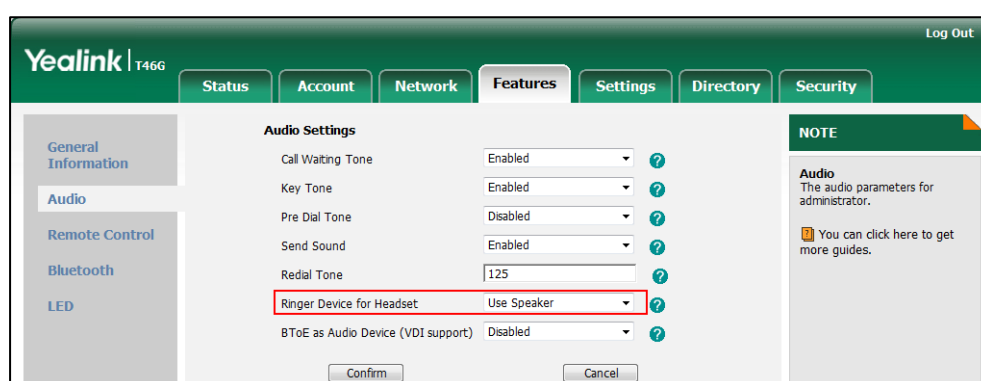 Log Out
Yealink | T46G
Status Account Network Features Settings Directory Security
General
Information
Audio
Remote Control
Bluetooth
LED
Audio Settings
Call Waiting Tone Enabled
Key Tone Enabled
Pre Dial Tone Disabled
Send Sound Enabled
Redial Tone 125
Ringer Device for Headset Use Speaker
BToE as Audio Device (VDI support) Disabled
Confirm Cancel
NOTE
Audio
The audio parameters for
administrator.
You can click here to get
more guides.